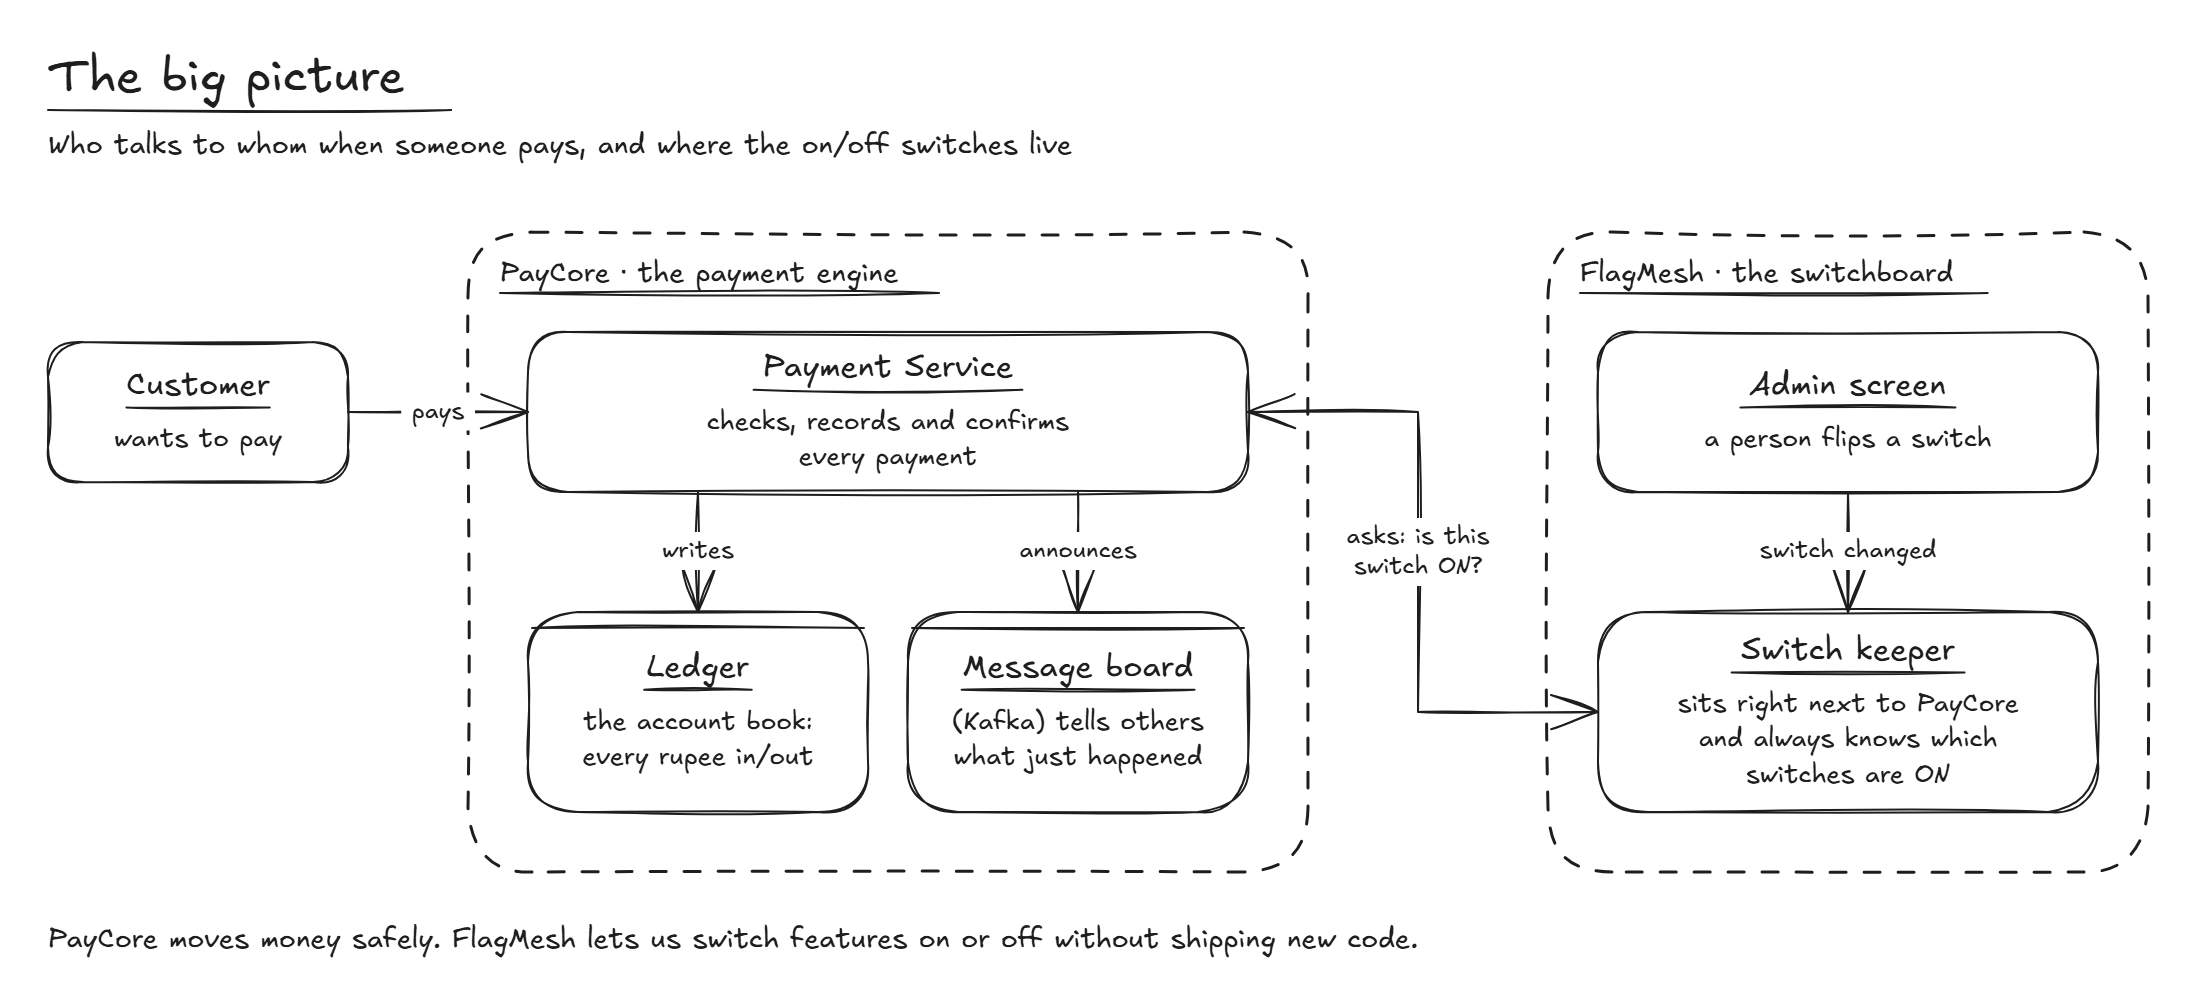 The big picture
Who talks to whom when someone pays, and where the on/off switches live
PayCore · the payment engine
FlagMesh · the switchboard
Customer
wants to pay
pays
Payment Service
checks, records and confirms
every payment
Admin screen
a person flips a switch
writes
announces
asks: is this
switch ON?
switch changed
Ledger
the account book:
every rupee in/out
Message board
(Kafka) tells others
what just happened
Switch keeper
sits right next to PayCore
and always knows which
switches are ON
PayCore moves money safely. FlagMesh lets us switch features on or off without shipping new code.